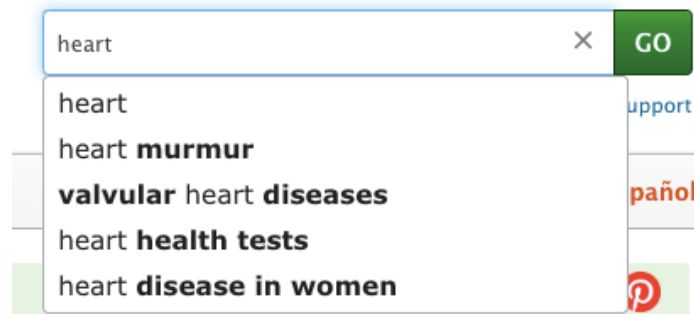 heart × GO
heart
upport
heart murmur
valvular heart diseases
pañol
heart health tests
heart disease in women